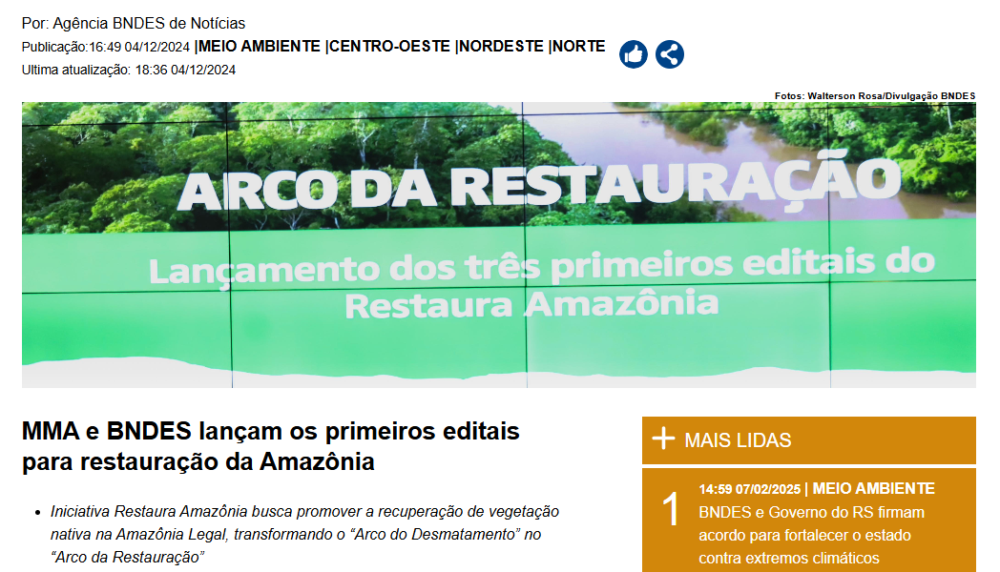 Por: Agência BNDES de Notícias
Publicação:16:49 04/12/2024 |MEIO AMBIENTE |CENTRO-OESTE |NORDESTE |NORTE
Ultima atualização: 18:36 04/12/2024
Fotos: Walterson Rosa/Divulgação BNDES
ARCO DA RESTAURAÇÃO
Lançamento dos três primeiros editais do
Restaura Amazônia
MMA e BNDES lançam os primeiros editais
para restauração da Amazônia
• Iniciativa Restaura Amazônia busca promover a recuperação de vegetação
nativa na Amazônia Legal, transformando o “Arco do Desmatamento” no
“Arco da Restauração”
+ MAIS LIDAS
1
14:59 07/02/2025 | MEIO AMBIENTE
BNDES e Governo do RS firmam
acordo para fortalecer o estado
contra extremos climáticos